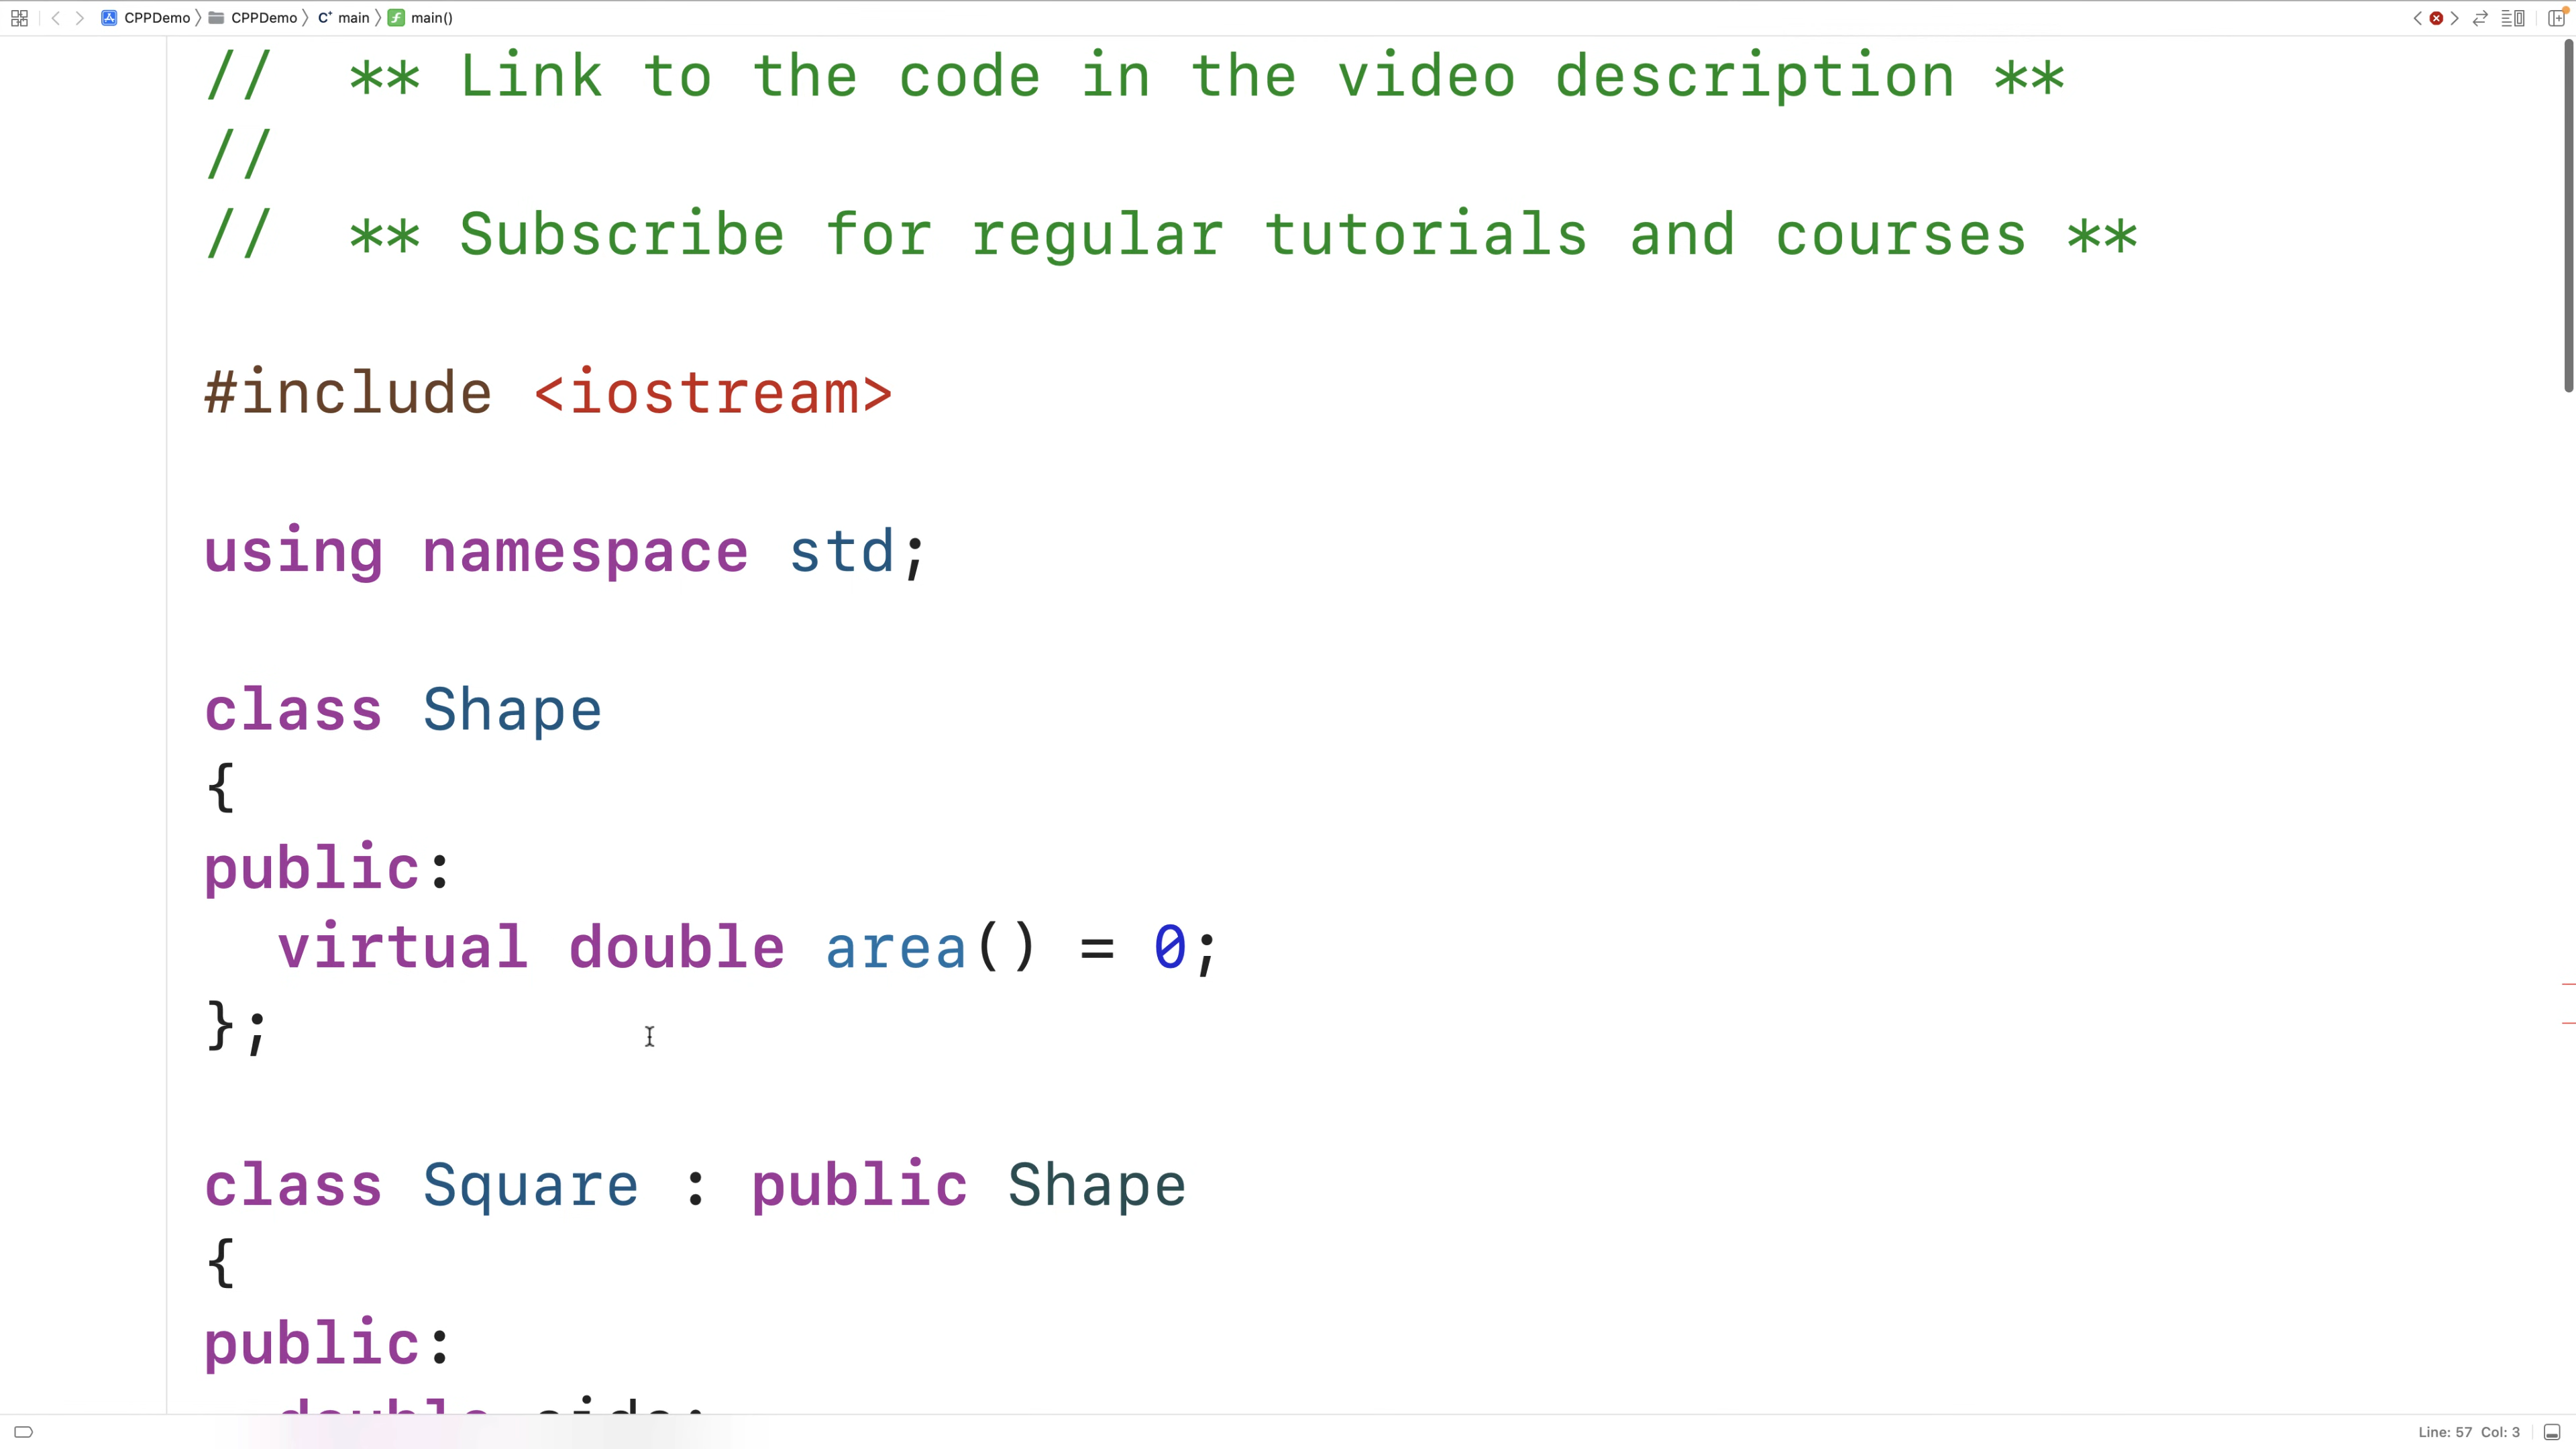 CPPDemo CPPDemo main main()
//  ** Link to the code in the video description **
//
//  ** Subscribe for regular tutorials and courses **
#include <iostream>
using namespace std;
class Shape
{
public:
  virtual double area() = 0;
};
class Square : public Shape
{
public:
  double side;
Line: 57 Col: 3